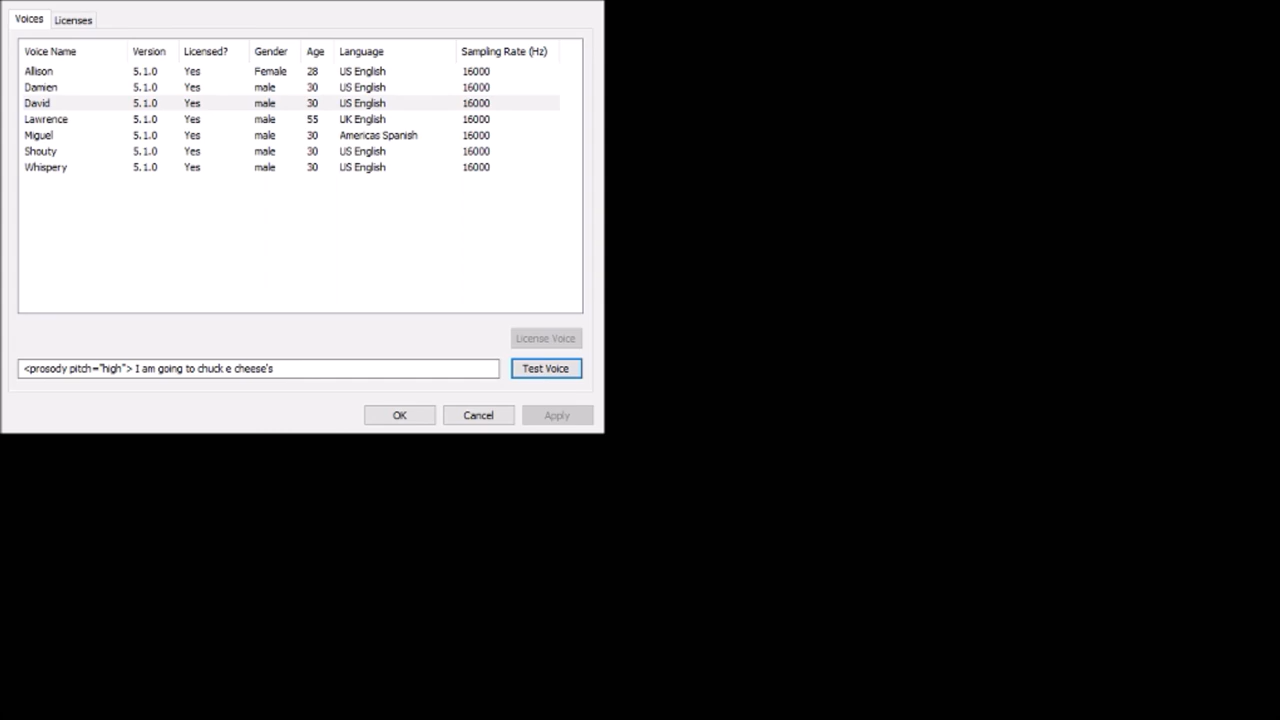 Voices Licenses
Voice Name Version Licensed? Gender Age Language Sampling Rate (Hz)
Allison 5.1.0 Yes Female 28 US English 16000
Damien 5.1.0 Yes male 30 US English 16000
David 5.1.0 Yes male 30 US English 16000
Lawrence 5.1.0 Yes male 55 UK English 16000
Miguel 5.1.0 Yes male 30 Americas Spanish 16000
Shouty 5.1.0 Yes male 30 US English 16000
Whispery 5.1.0 Yes male 30 US English 16000
License Voice
<prosody pitch="high"> I am going to chuck e cheese's Test Voice
OK Cancel Apply